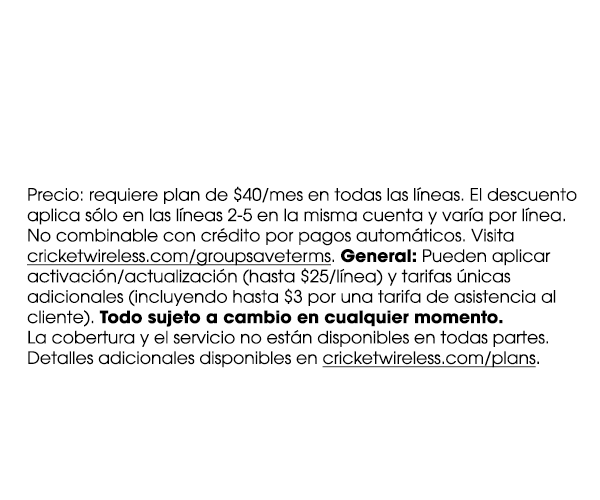 Precio: requiere plan de $40/mes en todas las líneas. El descuento
aplica sólo en las líneas 2-5 en la misma cuenta y varía por línea.
No combinable con crédito por pagos automáticos. Visita
cricketwireless.com/groupsaveterms. General: Pueden aplicar
activación/actualización (hasta $25/línea) y tarifas únicas
adicionales (incluyendo hasta $3 por una tarifa de asistencia al
cliente). Todo sujeto a cambio en cualquier momento.
La cobertura y el servicio no están disponibles en todas partes.
Detalles adicionales disponibles en cricketwireless.com/plans.